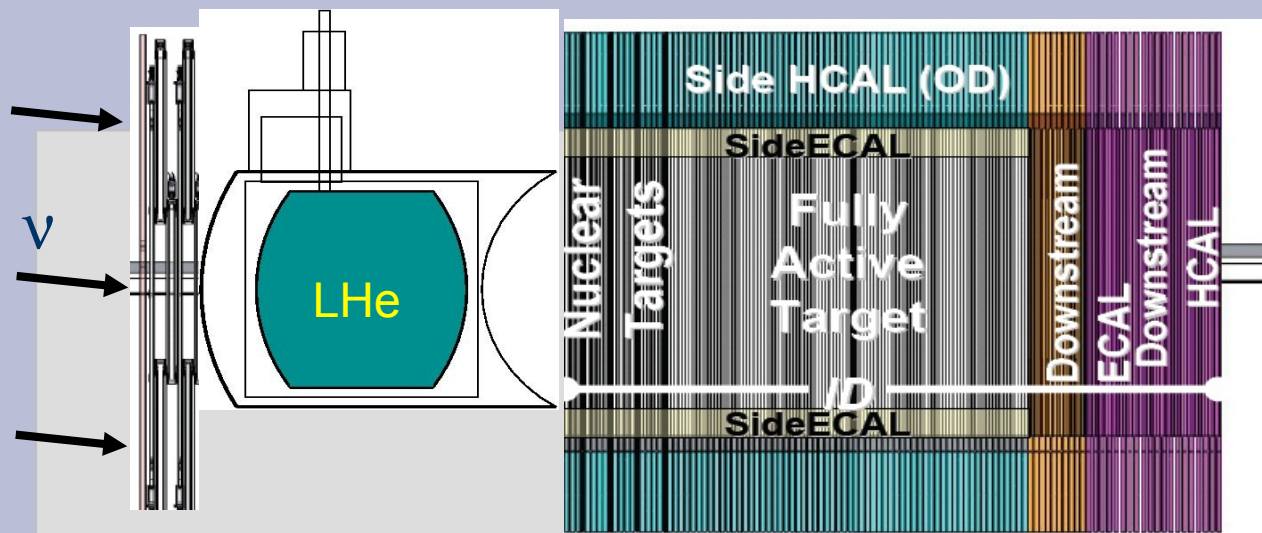 ν
LHe
Side HCAL (OD)
SideECAL
Nuclear
Targets
Fully
Active
Target
Downstream
ECAL
Downstream
HCAL
ID
SideECAL